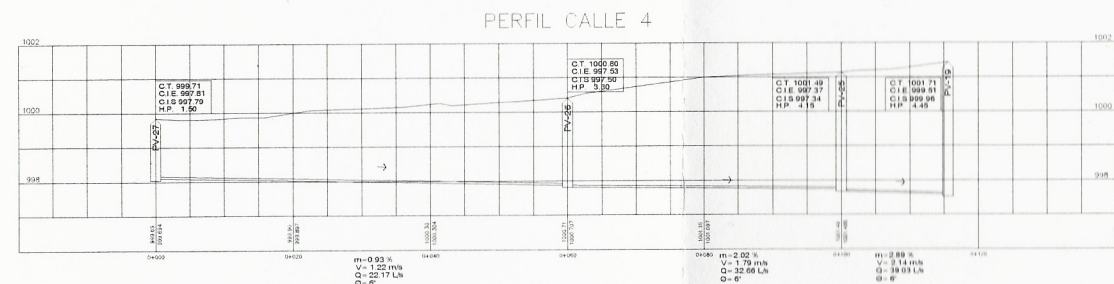 PERFIL CALLE 4
1002
1002
C.T. 999.71
C.I.E. 997.81
C.I.S 997.79
H.P. 1.50
C.T. 1000.80
C.I.E. 997.53
C.I.S 997.50
H.P. 3.30
C.T. 1001.49
C.I.E. 997.37
C.I.S 997.34
H.P. 4.15
C.T. 1001.71
C.I.E. 999.51
C.I.S 999.96
H.P. 4.45
1000
1000
PV-27
PV-26
PV-25
PV-19
998
998
0+000
0+020
0+040
0+060
0+080
0+100
0+120
m=0.93 %
V= 1.22 m/s
Q= 22.17 L/s
Ø= 6"
m=2.02 %
V= 1.79 m/s
Q= 32.66 L/s
Ø= 6"
m=2.89 %
V= 2.14 m/s
Q= 39.03 L/s
Ø= 6"